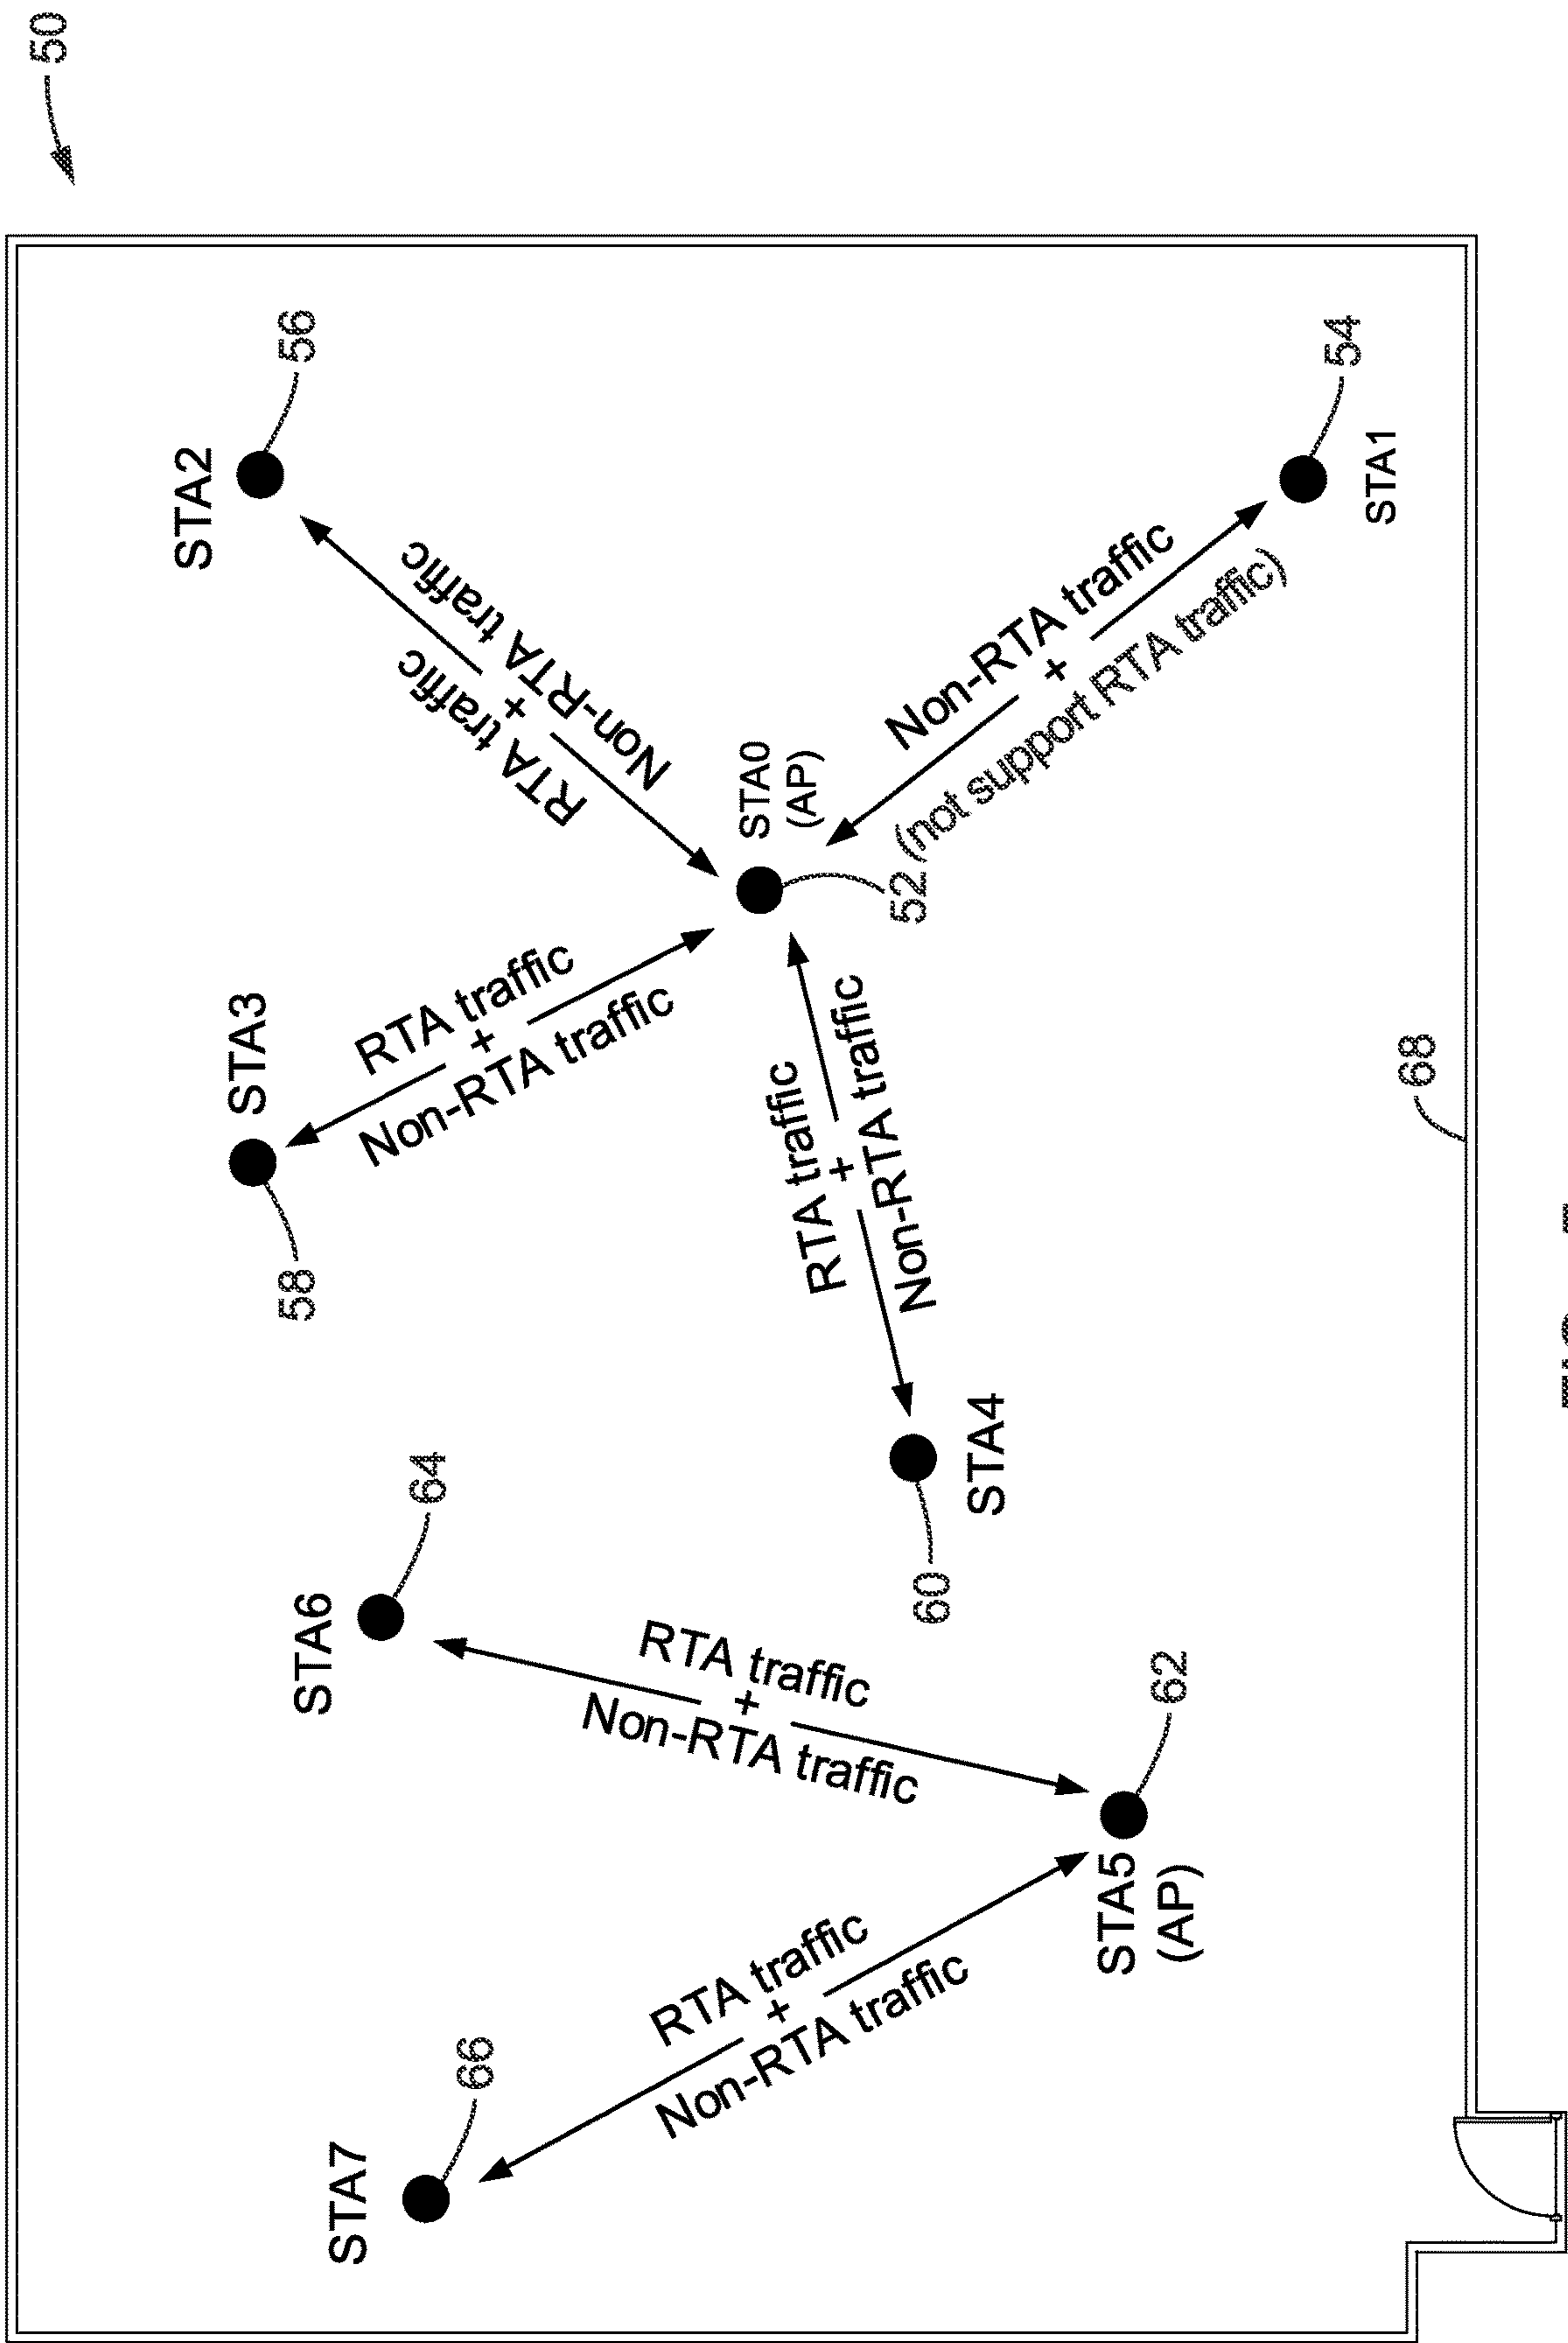 50
STA7
66
STA6
64
STA3
58
STA2
56
RTA traffic
+
Non-RTA traffic
RTA traffic
+
Non-RTA traffic
RTA traffic
+
Non-RTA traffic
RTA traffic
+
Non-RTA traffic
STA0
(AP)
52
RTA traffic
+
Non-RTA traffic
60
STA4
Non-RTA traffic
+
(not support RTA traffic)
STA5
(AP)
62
54
STA1
68